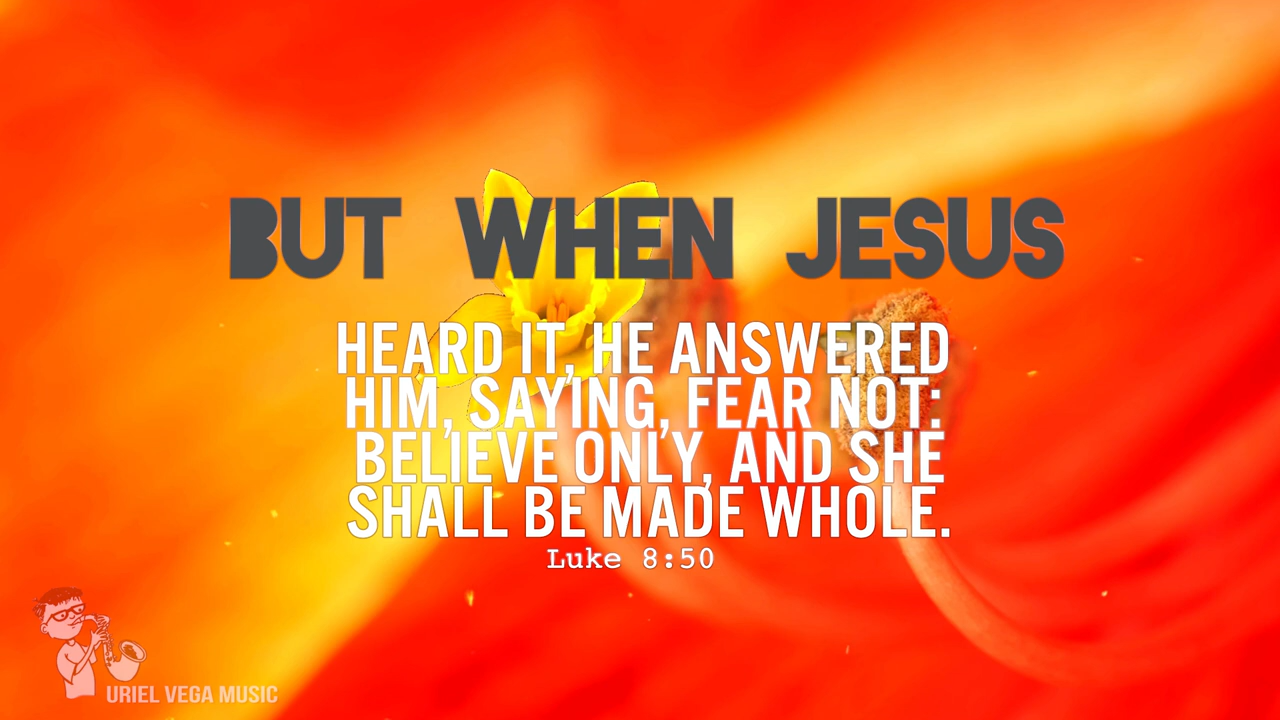 BUT WHEN JESUS
HEARD IT, HE ANSWERED
HIM, SAYING, FEAR NOT:
BELIEVE ONLY, AND SHE
SHALL BE MADE WHOLE.
Luke 8:50
URIEL VEGA MUSIC